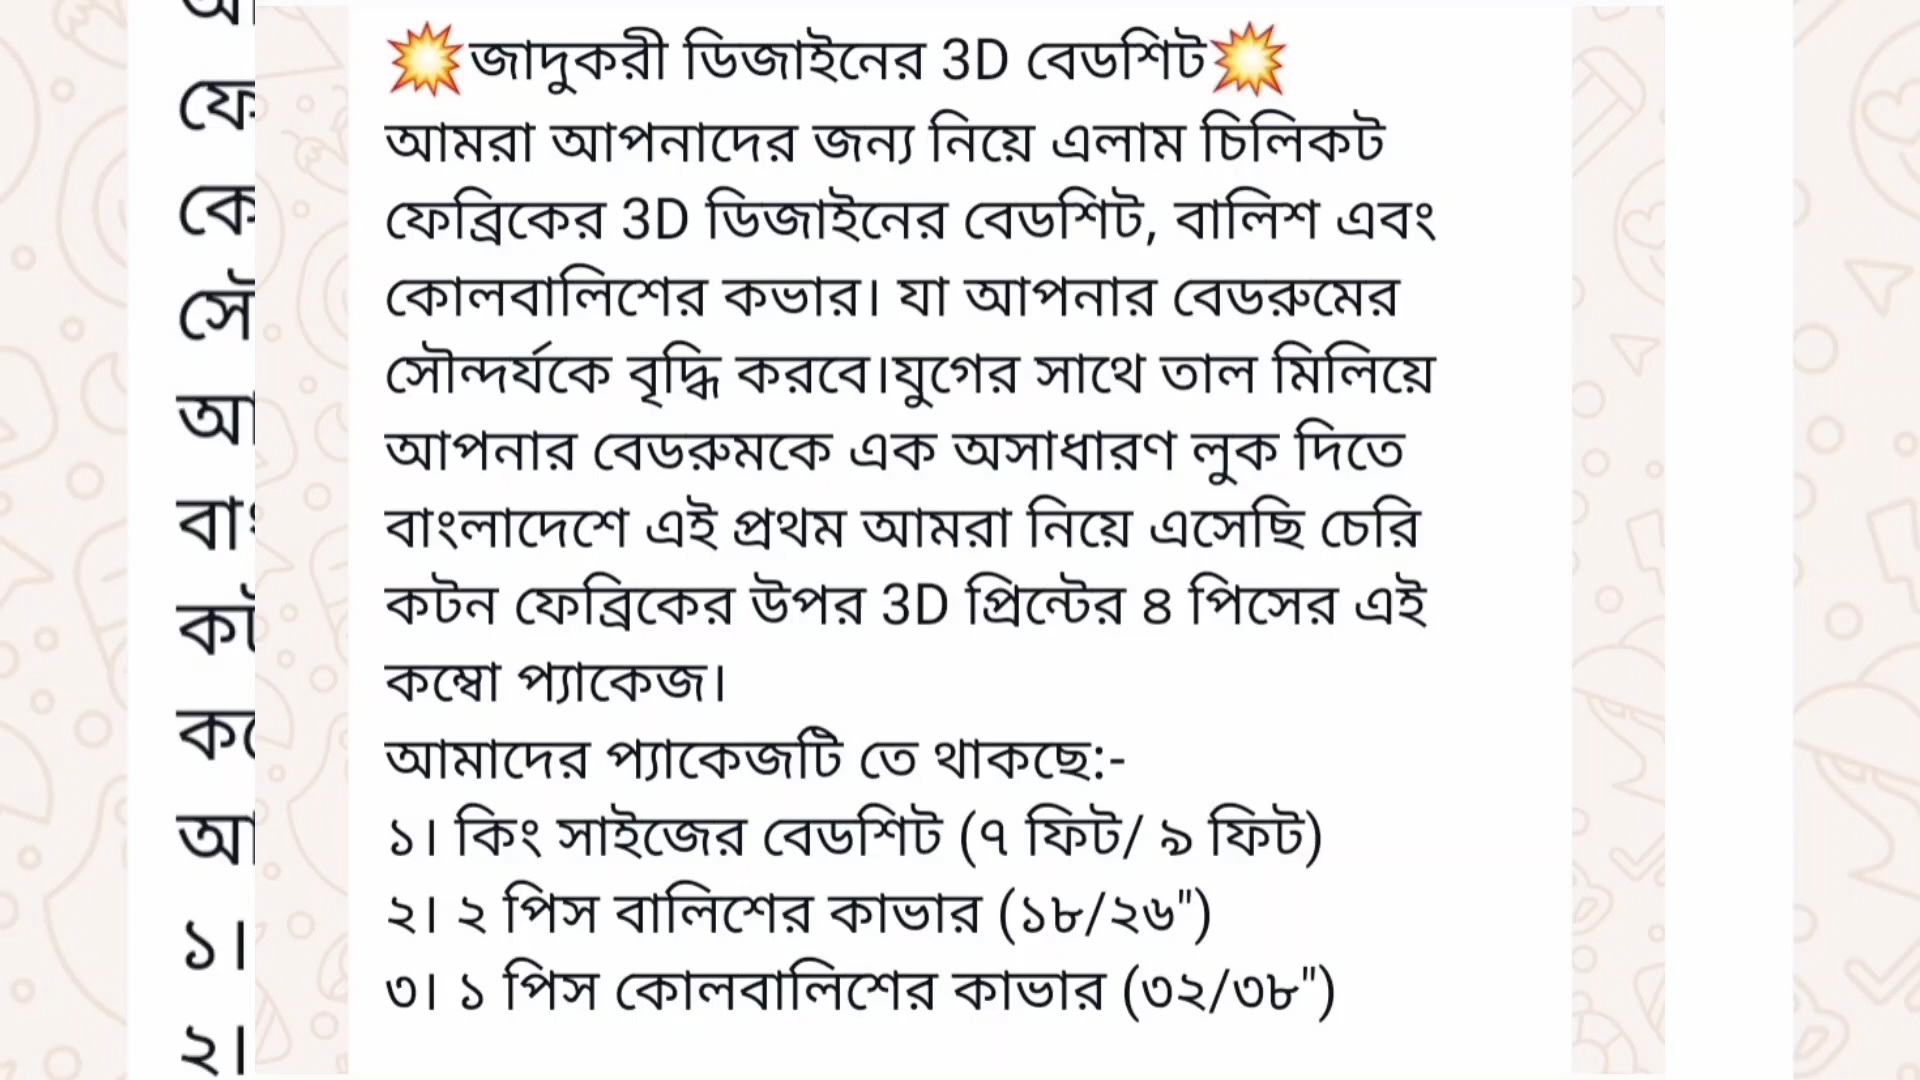 💥জাদুকরী ডিজাইনের 3D বেডশিট💥
আমরা আপনাদের জন্য নিয়ে এলাম চিলিকট
ফেব্রিকের 3D ডিজাইনের বেডশিট, বালিশ এবং
কোলবালিশের কভার। যা আপনার বেডরুমের
সৌন্দর্যকে বৃদ্ধি করবে।যুগের সাথে তাল মিলিয়ে
আপনার বেডরুমকে এক অসাধারণ লুক দিতে
বাংলাদেশে এই প্রথম আমরা নিয়ে এসেছি চেরি
কটন ফেব্রিকের উপর 3D প্রিন্টের ৪ পিসের এই
কম্বো প্যাকেজ।
আমাদের প্যাকেজটি তে থাকছে:-
১। কিং সাইজের বেডশিট (৭ ফিট/ ৯ ফিট)
২। ২ পিস বালিশের কাভার (১৮/২৬")
৩। ১ পিস কোলবালিশের কাভার (৩২/৩৮")